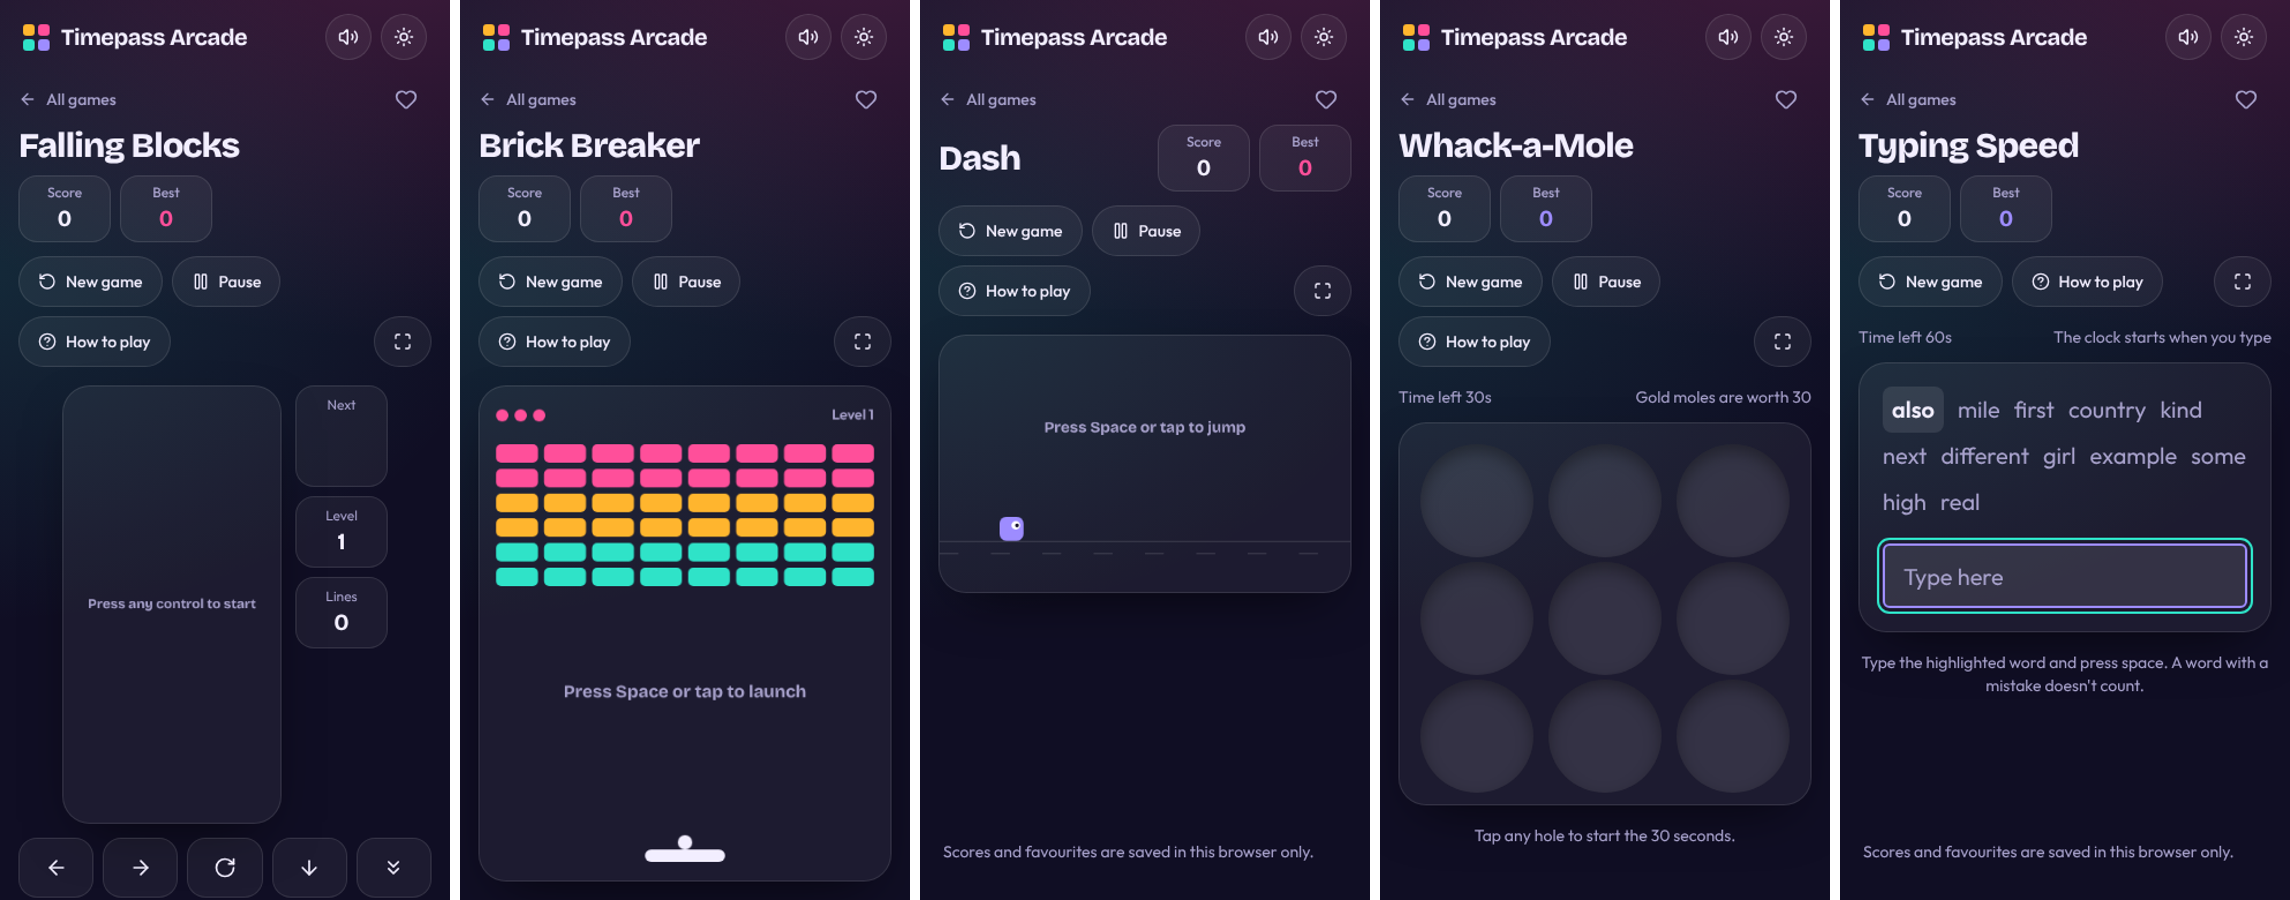 Timepass Arcade
All games
Falling Blocks
Score
0
Best
0
New game
Pause
How to play
Press any control to start
Next
Level
1
Lines
0
Timepass Arcade
All games
Brick Breaker
Score
0
Best
0
New game
Pause
How to play
Level 1
Press Space or tap to launch
Timepass Arcade
All games
Dash
Score
0
Best
0
New game
Pause
How to play
Press Space or tap to jump
Scores and favourites are saved in this browser only.
Timepass Arcade
All games
Whack-a-Mole
Score
0
Best
0
New game
Pause
How to play
Time left 30s
Gold moles are worth 30
Tap any hole to start the 30 seconds.
Timepass Arcade
All games
Typing Speed
Score
0
Best
0
New game
How to play
Time left 60s
The clock starts when you type
also mile first country kind
next different girl example some
high real
Type here
Type the highlighted word and press space. A word with a
mistake doesn't count.
Scores and favourites are saved in this browser only.